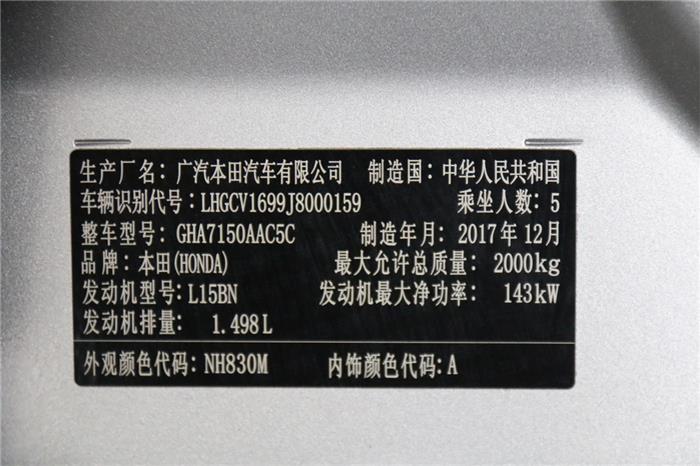 生产厂名：广汽本田汽车有限公司 制造国：中华人民共和国
车辆识别代号：LHGCV1699J8000159 乘坐人数：5
整车型号：GHA7150AAC5C 制造年月：2017年12月
品牌：本田(HONDA) 最大允许总质量：2000kg
发动机型号：L15BN 发动机最大净功率：143kW
发动机排量：1.498L
外观颜色代码：NH830M 内饰颜色代码：A